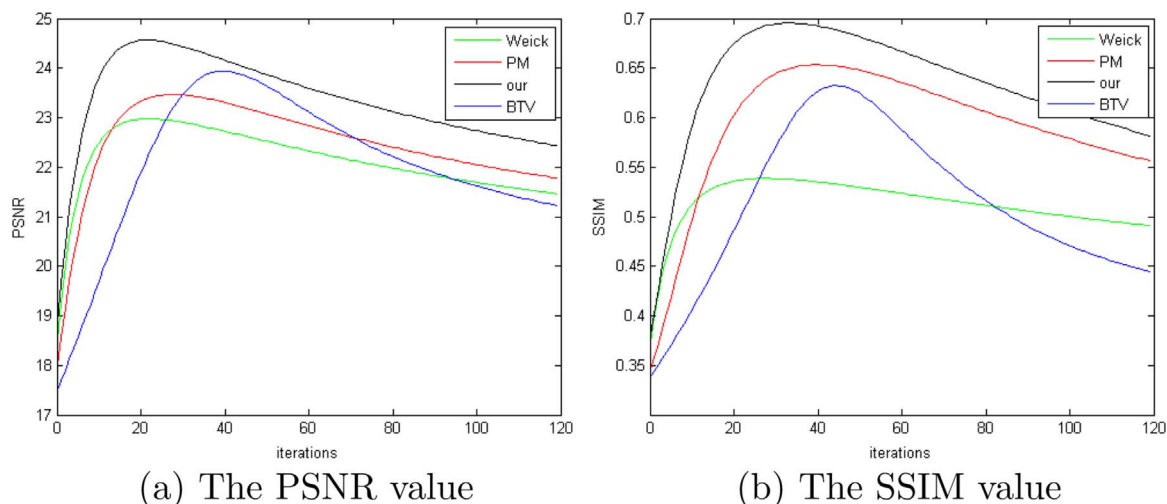 25
24
23
22
21
20
19
18
17
PSNR
0 20 40 60 80 100 120
iterations
Weick
PM
our
BTV
(a) The PSNR value
0.7
0.65
0.6
0.55
0.5
0.45
0.4
0.35
SSIM
0 20 40 60 80 100 120
iterations
Weick
PM
our
BTV
(b) The SSIM value